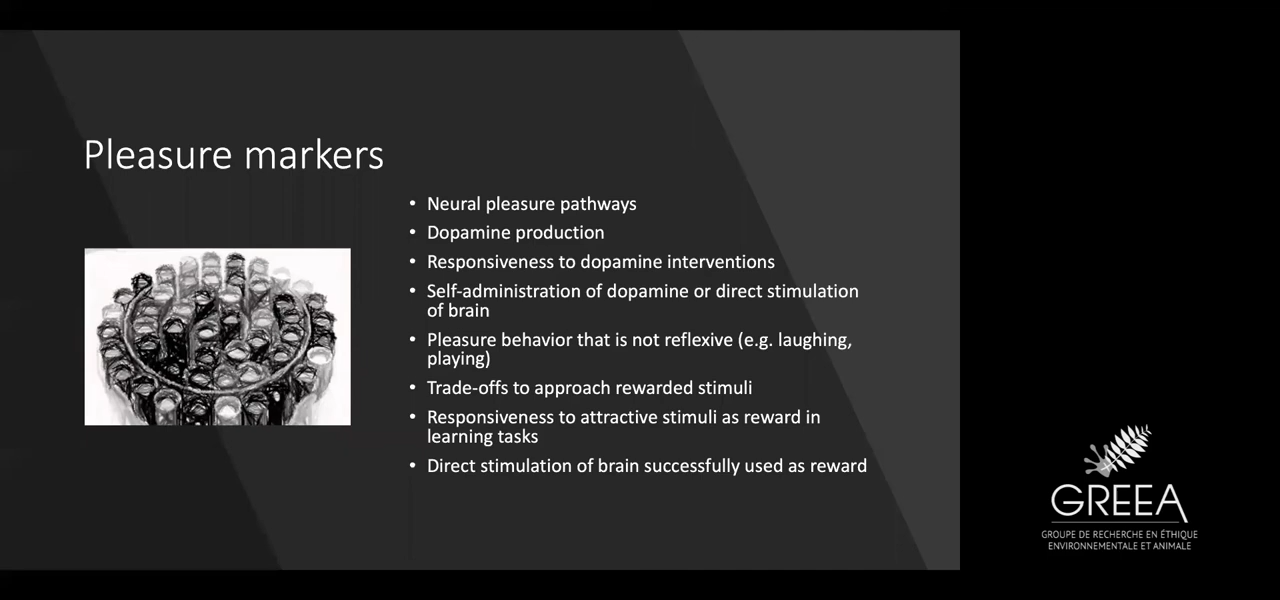 Pleasure markers
• Neural pleasure pathways
• Dopamine production
• Responsiveness to dopamine interventions
• Self-administration of dopamine or direct stimulation
of brain
• Pleasure behavior that is not reflexive (e.g. laughing,
playing)
• Trade-offs to approach rewarded stimuli
• Responsiveness to attractive stimuli as reward in
learning tasks
• Direct stimulation of brain successfully used as reward
GREEA
GROUPE DE RECHERCHE EN ÉTHIQUE
ENVIRONNEMENTALE ET ANIMALE